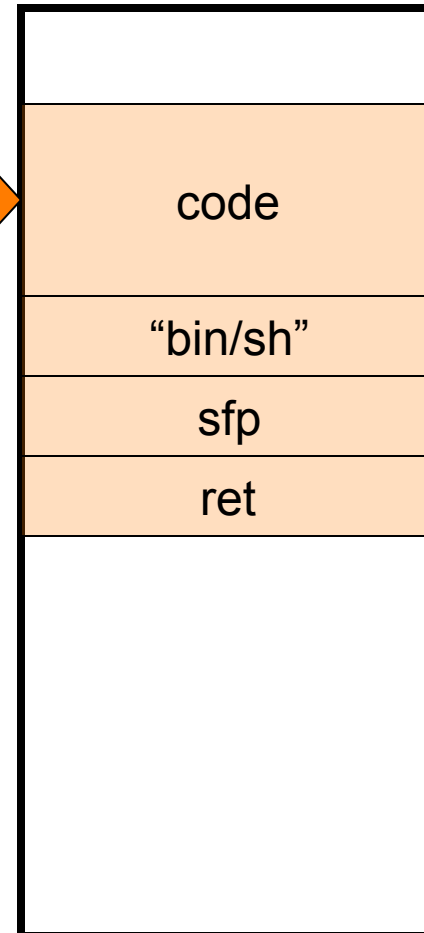 code
“bin/sh”
sfp
ret